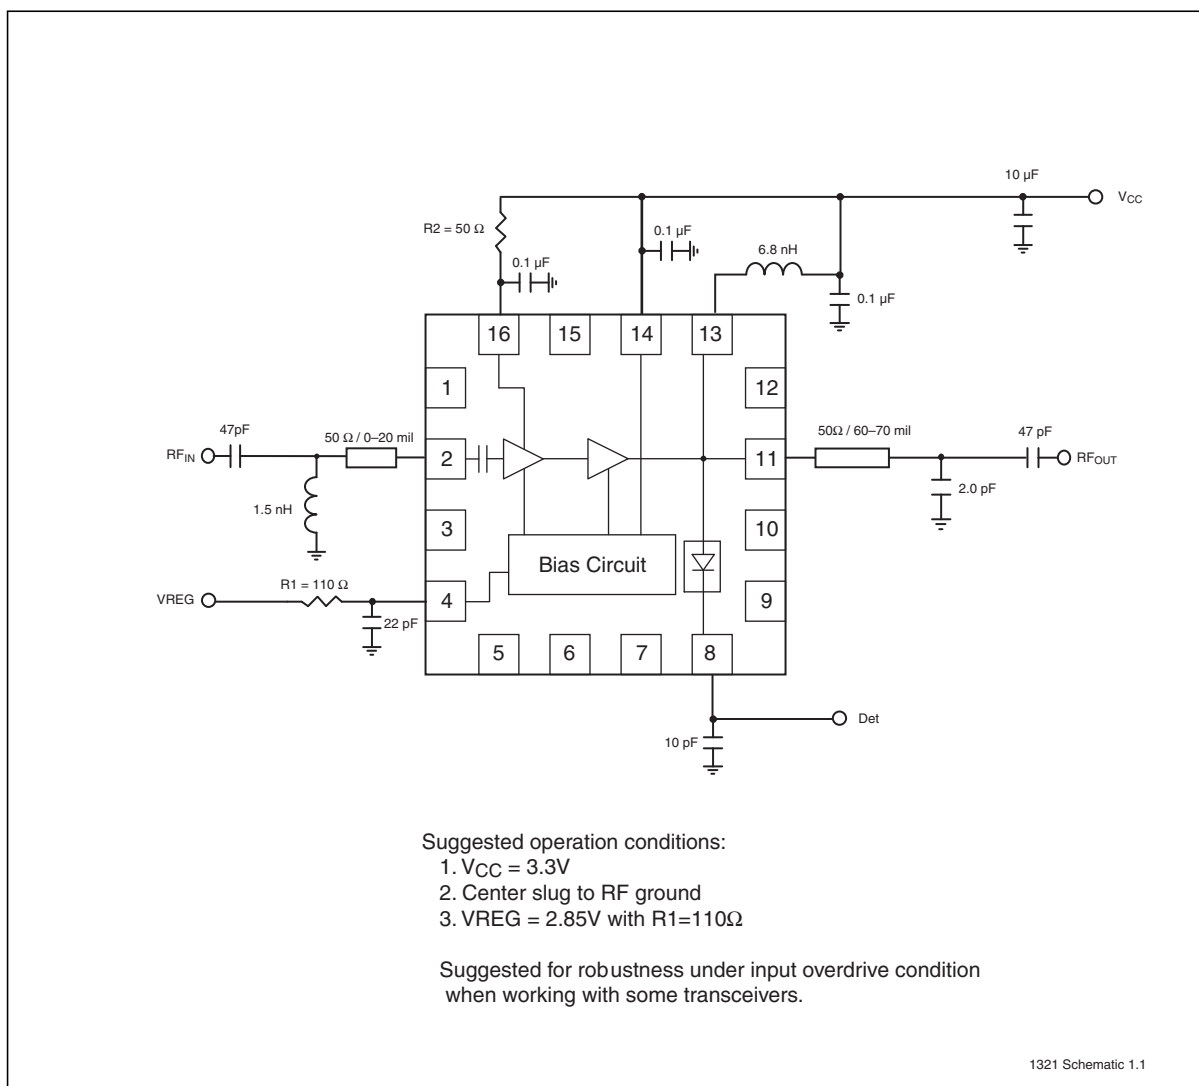 10 µF
VCC
R2 = 50 Ω
0.1 µF
0.1 µF
6.8 nH
0.1 µF
16
15
14
13
1
12
47pF
50 Ω / 0–20 mil
50Ω / 60–70 mil
47 pF
RFIN
2
11
RFOUT
1.5 nH
2.0 pF
3
10
Bias Circuit
R1 = 110 Ω
VREG
4
9
22 pF
5
6
7
8
Det
10 pF
Suggested operation conditions:
1. VCC = 3.3V
2. Center slug to RF ground
3. VREG = 2.85V with R1=110Ω
Suggested for robustness under input overdrive condition
when working with some transceivers.
1321 Schematic 1.1